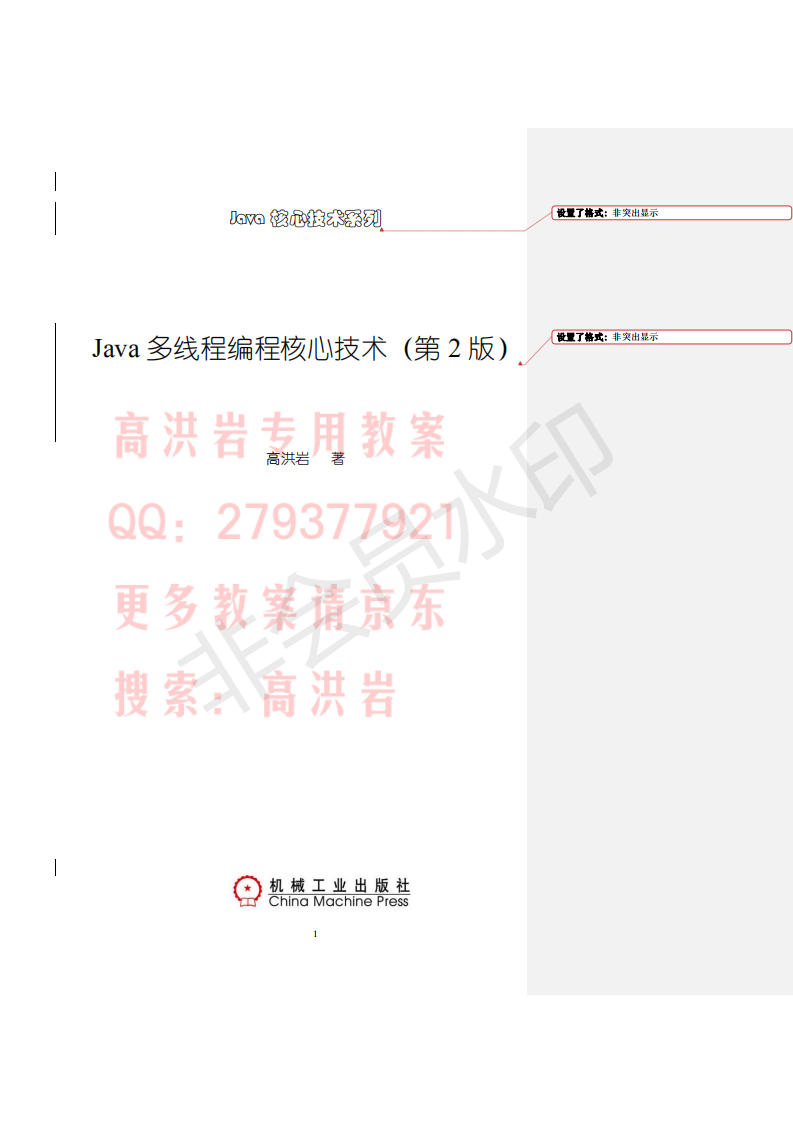 Java 核心技术系列
设置了格式：非突出显示
Java 多线程编程核心技术（第 2 版）
设置了格式：非突出显示
高洪岩专用教案
高洪岩 著
QQ：279377921
更多教案请京东
搜索：高洪岩
非会员水印
机械工业出版社
China Machine Press
1